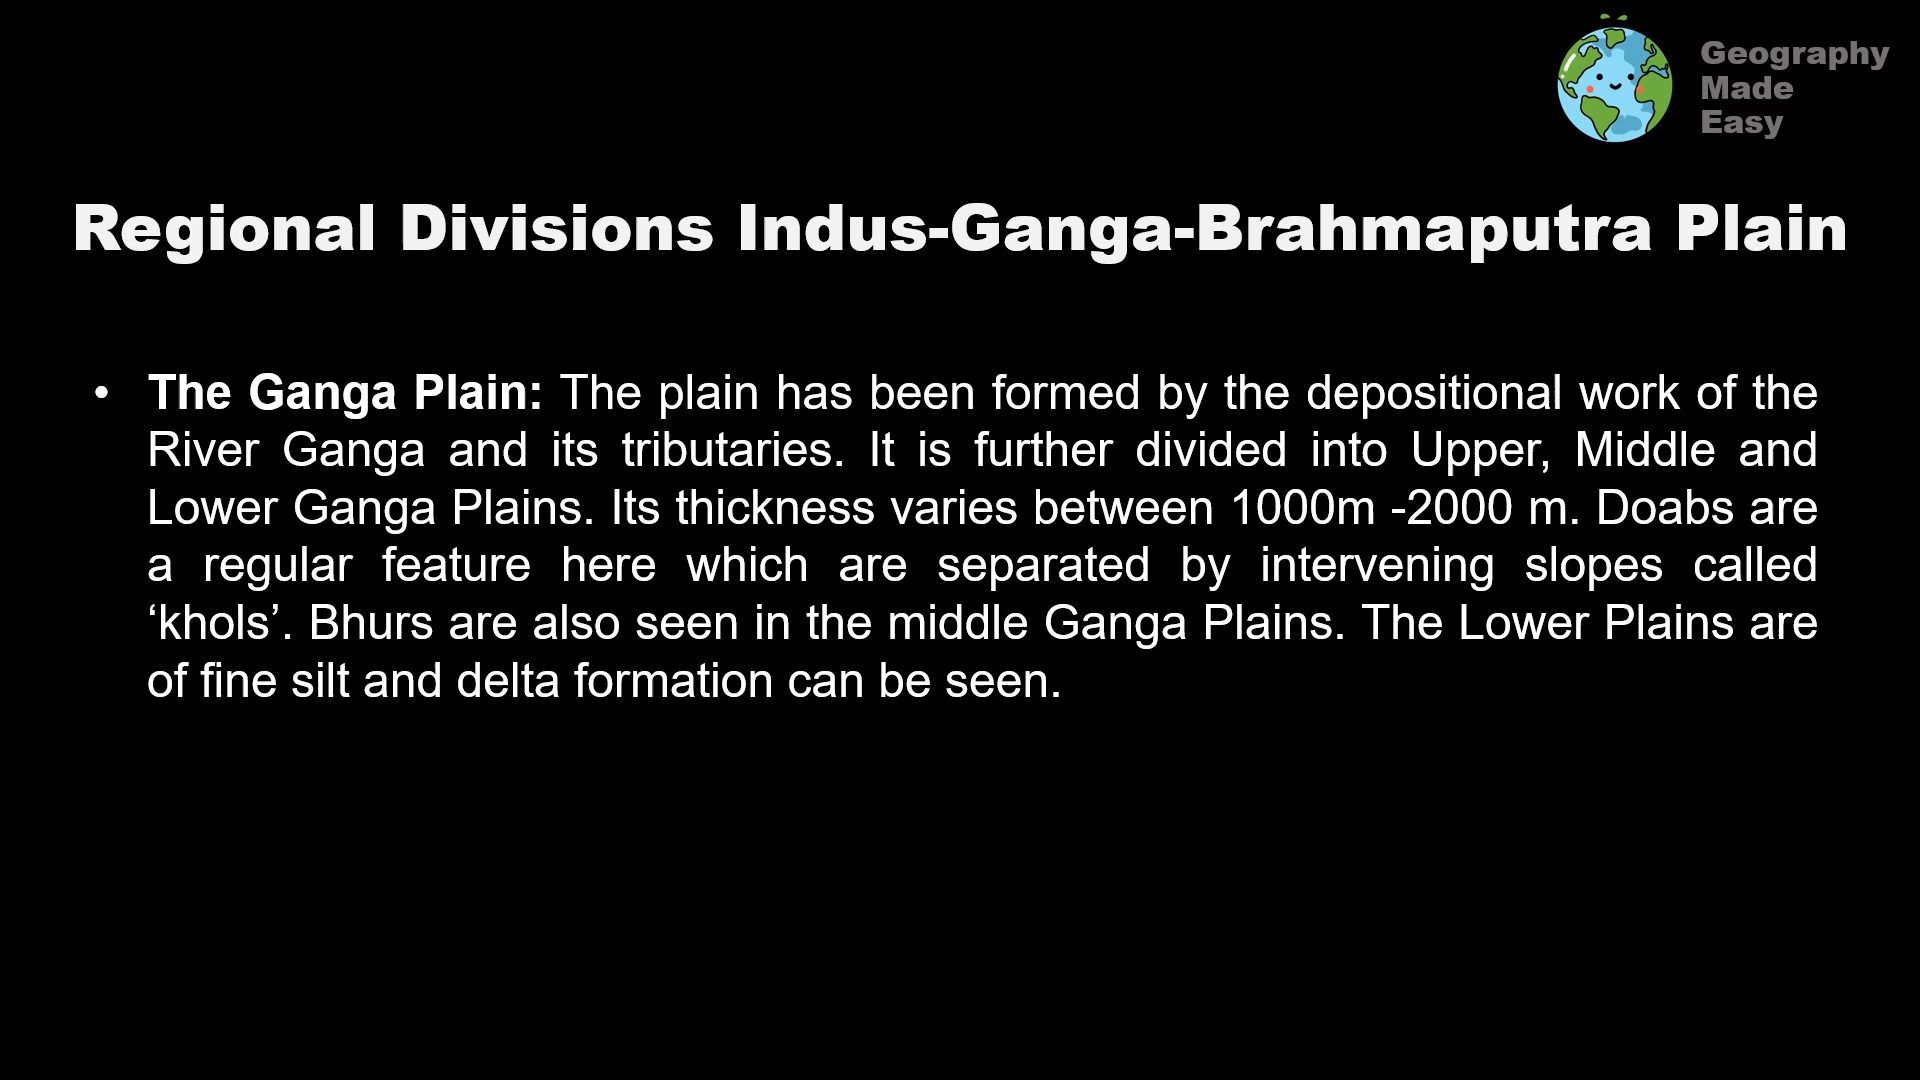 Geography
Made
Easy
Regional Divisions Indus-Ganga-Brahmaputra Plain
• The Ganga Plain: The plain has been formed by the depositional work of the
River Ganga and its tributaries. It is further divided into Upper, Middle and
Lower Ganga Plains. Its thickness varies between 1000m -2000 m. Doabs are
a regular feature here which are separated by intervening slopes called
‘khols’. Bhurs are also seen in the middle Ganga Plains. The Lower Plains are
of fine silt and delta formation can be seen.